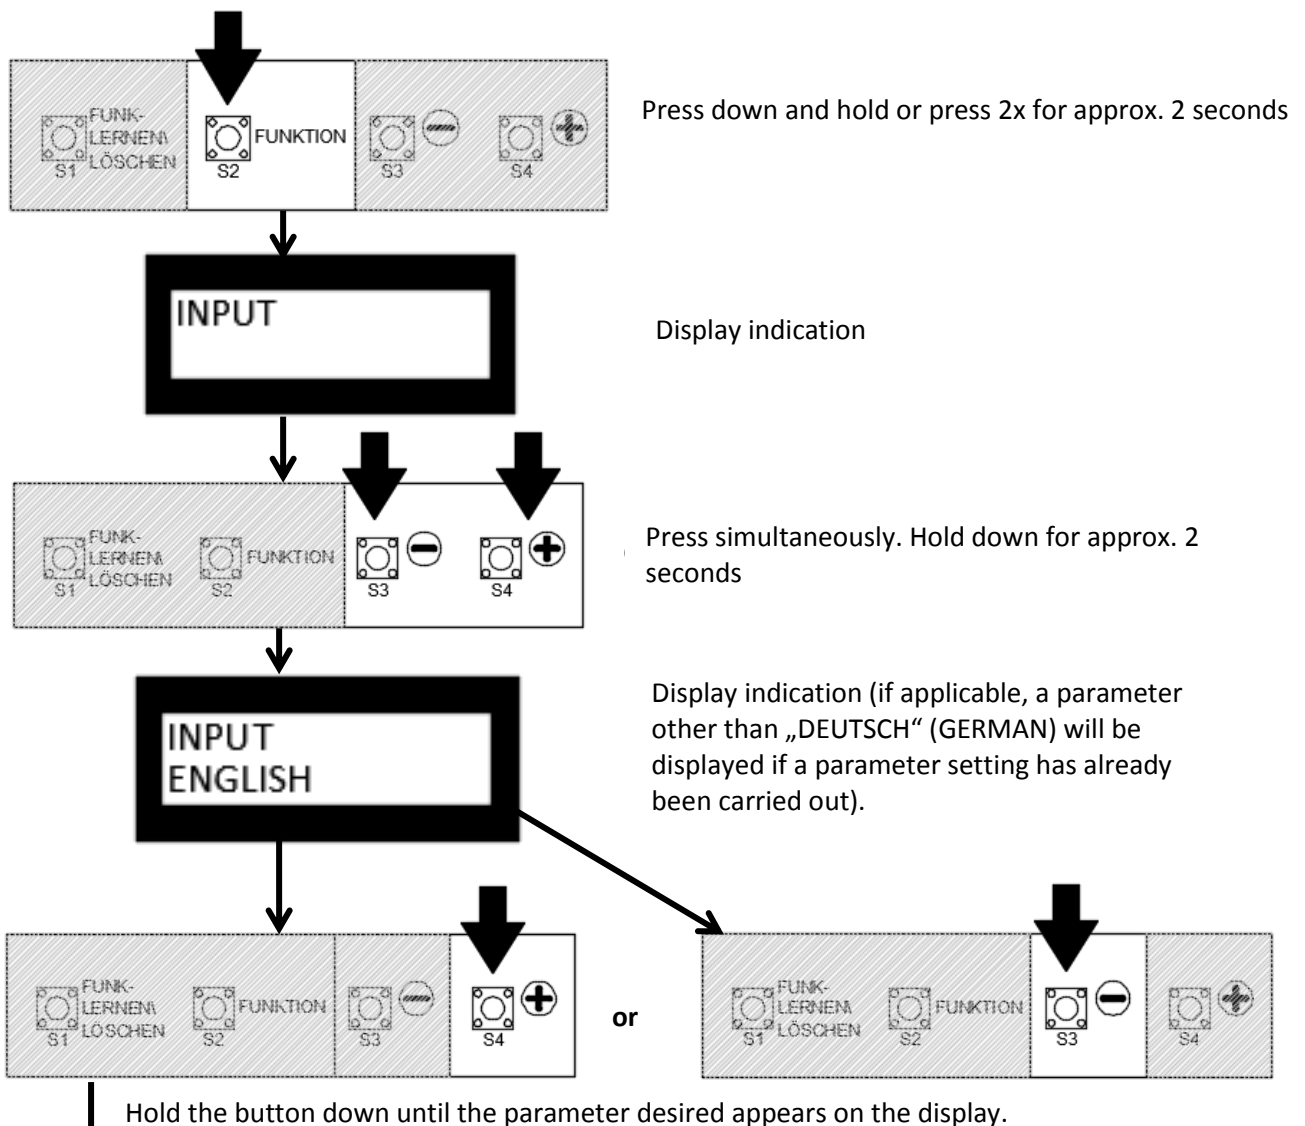 FUNK-
LERNEN\
LÖSCHEN
S1
FUNKTION
S2
S3
S4
Press down and hold or press 2x for approx. 2 seconds
INPUT
Display indication
FUNK-
LERNEN\
LÖSCHEN
S1
FUNKTION
S2
S3
S4
Press simultaneously. Hold down for approx. 2
seconds
INPUT
ENGLISH
Display indication (if applicable, a parameter
other than „DEUTSCH“ (GERMAN) will be
displayed if a parameter setting has already
been carried out).
FUNK-
LERNEN\
LÖSCHEN
S1
FUNKTION
S2
S3
S4
or
FUNK-
LERNEN\
LÖSCHEN
S1
FUNKTION
S2
S3
S4
Hold the button down until the parameter desired appears on the display.